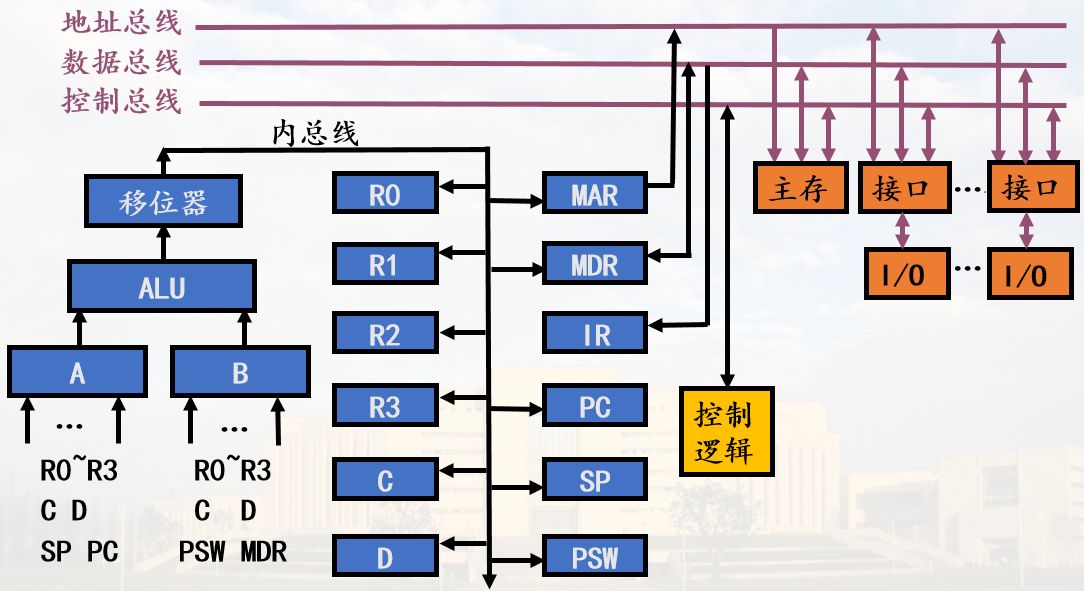 地址总线
数据总线
控制总线
内总线
移位器
ALU
A
B
...
...
R0~R3
C D
SP PC
R0~R3
C D
PSW MDR
R0
R1
R2
R3
C
D
MAR
MDR
IR
PC
SP
PSW
控制
逻辑
主存
接口
...
接口
I/O
...
I/O